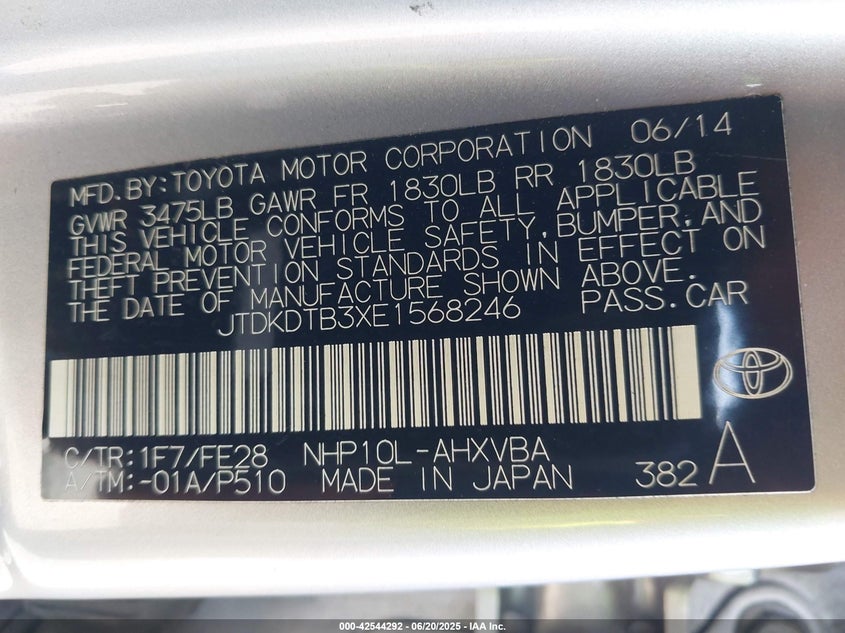 MFD.BY:TOYOTA MOTOR CORPORATION 06/14
GVWR 3475LB GAWR FR 1830LB RR 1830LB
THIS VEHICLE CONFORMS TO ALL APPLICABLE
FEDERAL MOTOR VEHICLE SAFETY,BUMPER,AND
THEFT PREVENTION STANDARDS IN EFFECT ON
THE DATE OF MANUFACTURE SHOWN ABOVE.
JTDKDTB3XE1568246 PASS.CAR
C/TR:1F7/FE28 NHP10L-AHXVBA
A/TM:-01A/P510 MADE IN JAPAN 382 A
000-42544292 - 06/20/2025 - IAA Inc.